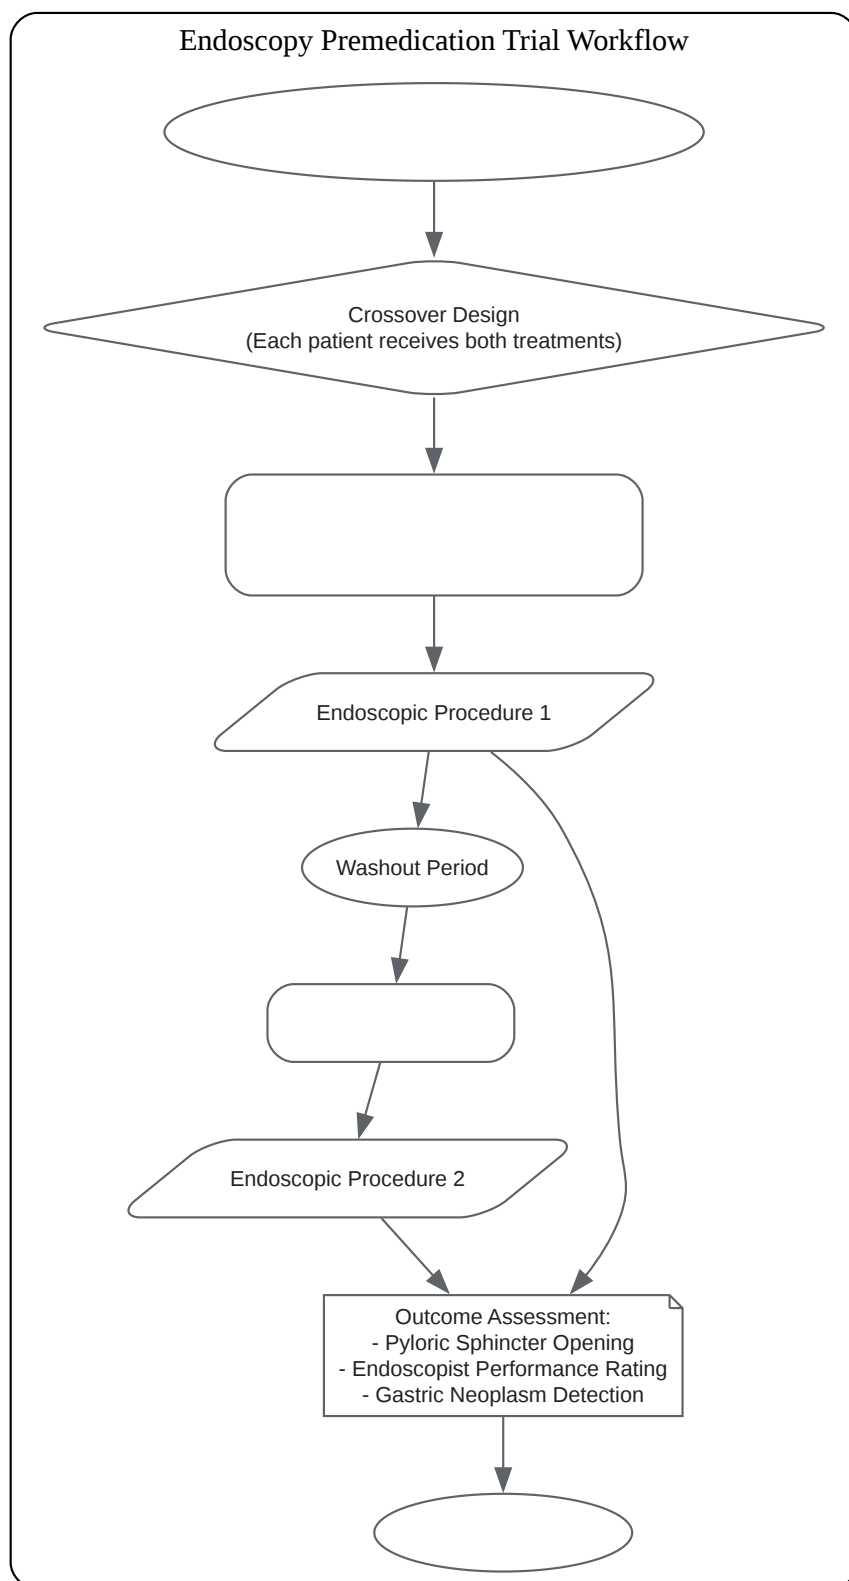 Endoscopy Premedication Trial Workflow
Crossover Design
(Each patient receives both treatments)
Endoscopic Procedure 1
Washout Period
Endoscopic Procedure 2
Outcome Assessment:
- Pyloric Sphincter Opening
- Endoscopist Performance Rating
- Gastric Neoplasm Detection